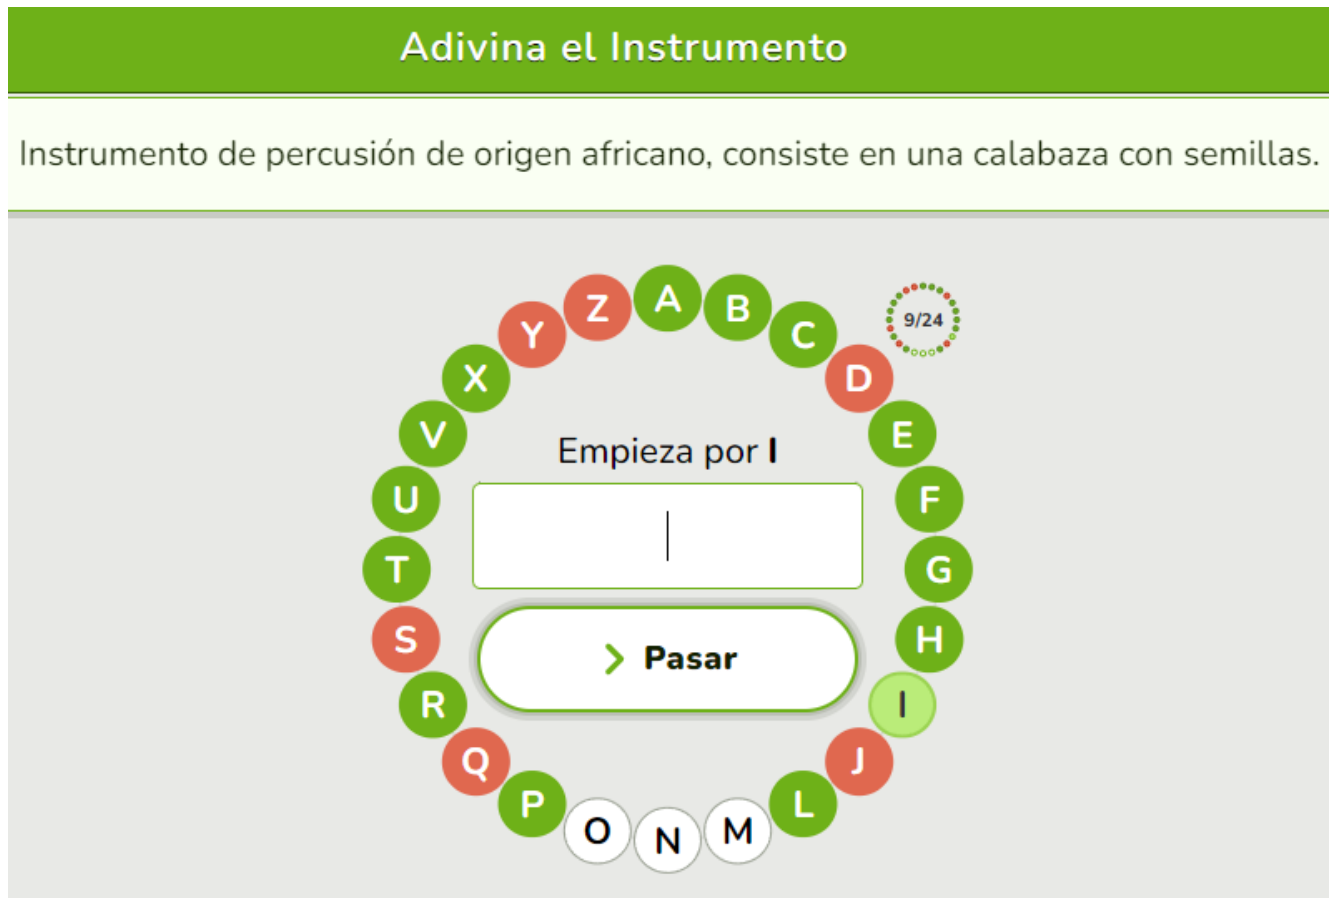 Adivina el Instrumento
Instrumento de percusión de origen africano, consiste en una calabaza con semillas.
9/24
A
B
C
D
E
F
G
H
I
J
L
M
N
O
P
Q
R
S
T
U
V
X
Y
Z
Empieza por I
Pasar